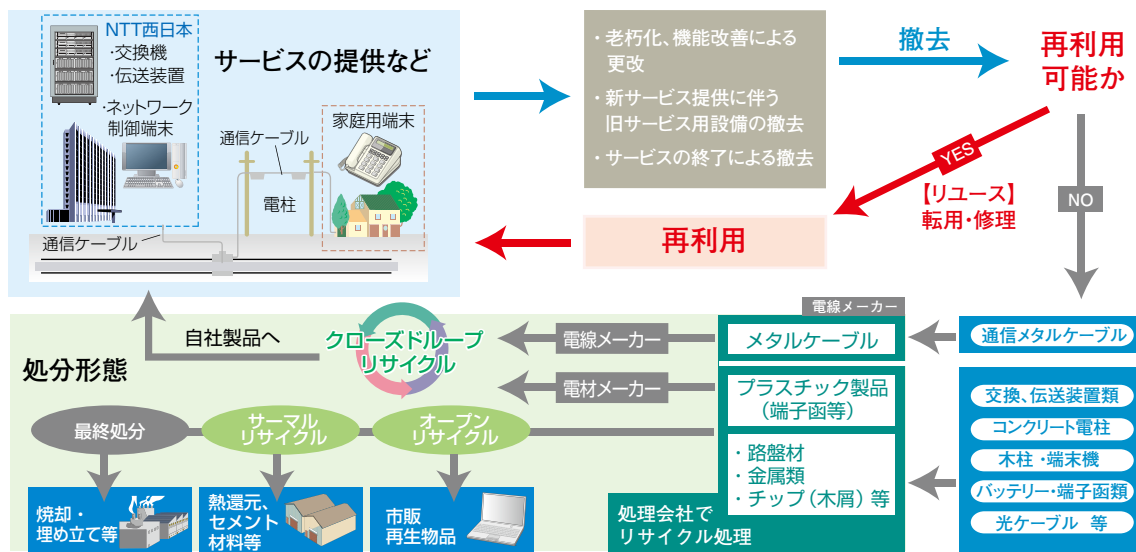 NTT西日本
・交換機
・伝送装置
・ネットワーク
制御端末
サービスの提供など
通信ケーブル
家庭用端末
電柱
通信ケーブル
・老朽化、機能改善による
更改
・新サービス提供に伴う
旧サービス用設備の撤去
・サービスの終了による撤去
撤去
再利用
可能か
YES
【リユース】
転用・修理
NO
再利用
電線メーカー
メタルケーブル
通信メタルケーブル
電線メーカー
クローズドループ
リサイクル
自社製品へ
処分形態
電材メーカー
プラスチック製品
（端子函等）
・路盤材
・金属類
・チップ（木屑）等
処理会社で
リサイクル処理
交換、伝送装置類
コンクリート電柱
木柱・端末機
バッテリー・端子函類
光ケーブル 等
最終処分
サーマル
リサイクル
オープン
リサイクル
焼却・
埋め立て等
熱還元、
セメント
材料等
市販
再生物品